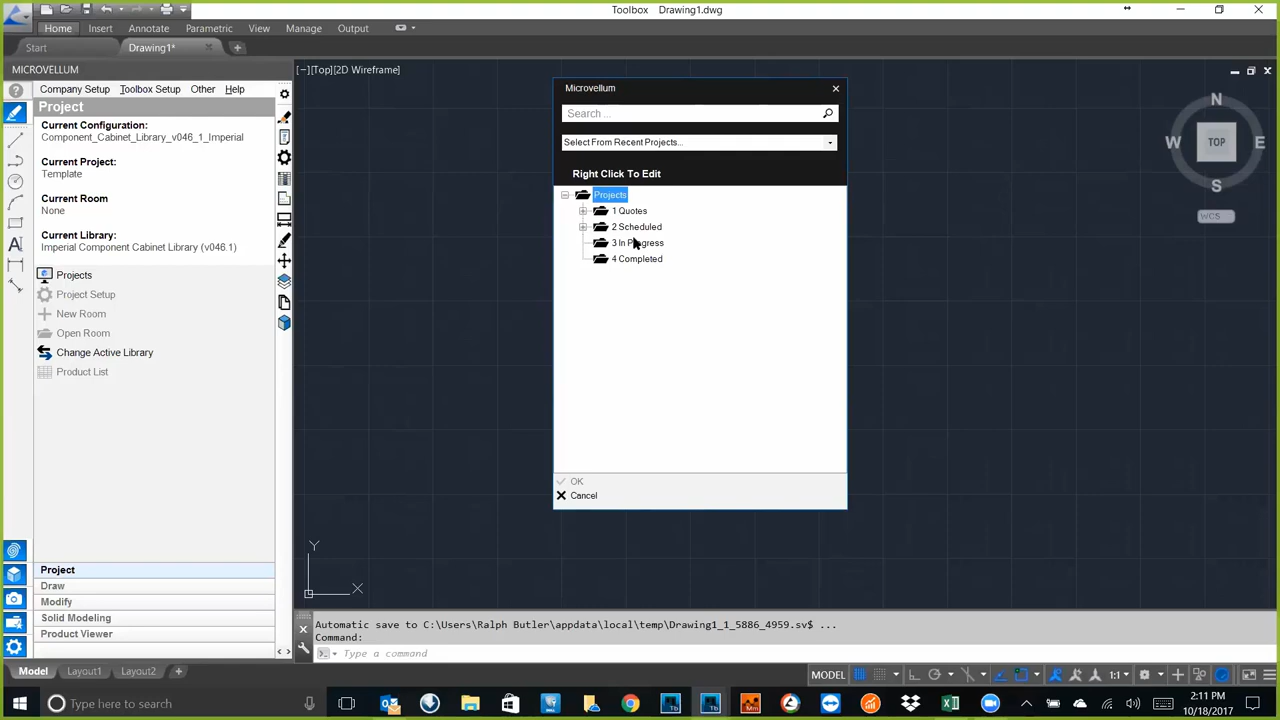 Toolbox Drawing1.dwg
Home Insert Annotate Parametric View Manage Output
Start Drawing1*
MICROVELLUM
[−][Top][2D Wireframe]
Company Setup Toolbox Setup Other Help
Project
Current Configuration:
Component_Cabinet_Library_v046_1_Imperial
Current Project:
Template
Current Room
None
Current Library:
Imperial Component Cabinet Library (v046.1)
Projects
Project Setup
New Room
Open Room
Change Active Library
Product List
Project
Draw
Modify
Solid Modeling
Product Viewer
Microvellum
Search ...
Select From Recent Projects...
Right Click To Edit
Projects
1 Quotes
2 Scheduled
3 In Progress
4 Completed
OK
Cancel
N
W TOP E
S
WCS
Y
X
Automatic save to C:\Users\Ralph Butler\appdata\local\temp\Drawing1_1_5886_4959.sv$ ...
Command:
Type a command
Model Layout1 Layout2
MODEL 1:1
Type here to search
2:11 PM
10/18/2017